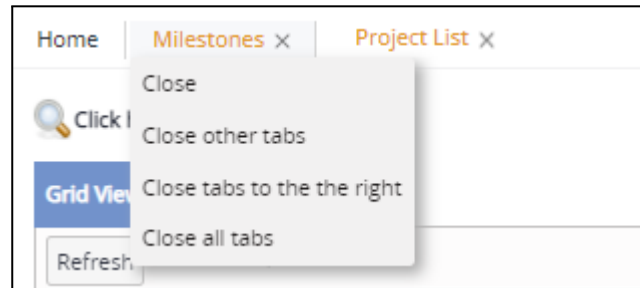 Home Milestones × Project List ×
Close
Click
Close other tabs
Grid
Close tabs to the the right
Close all tabs
Refresh